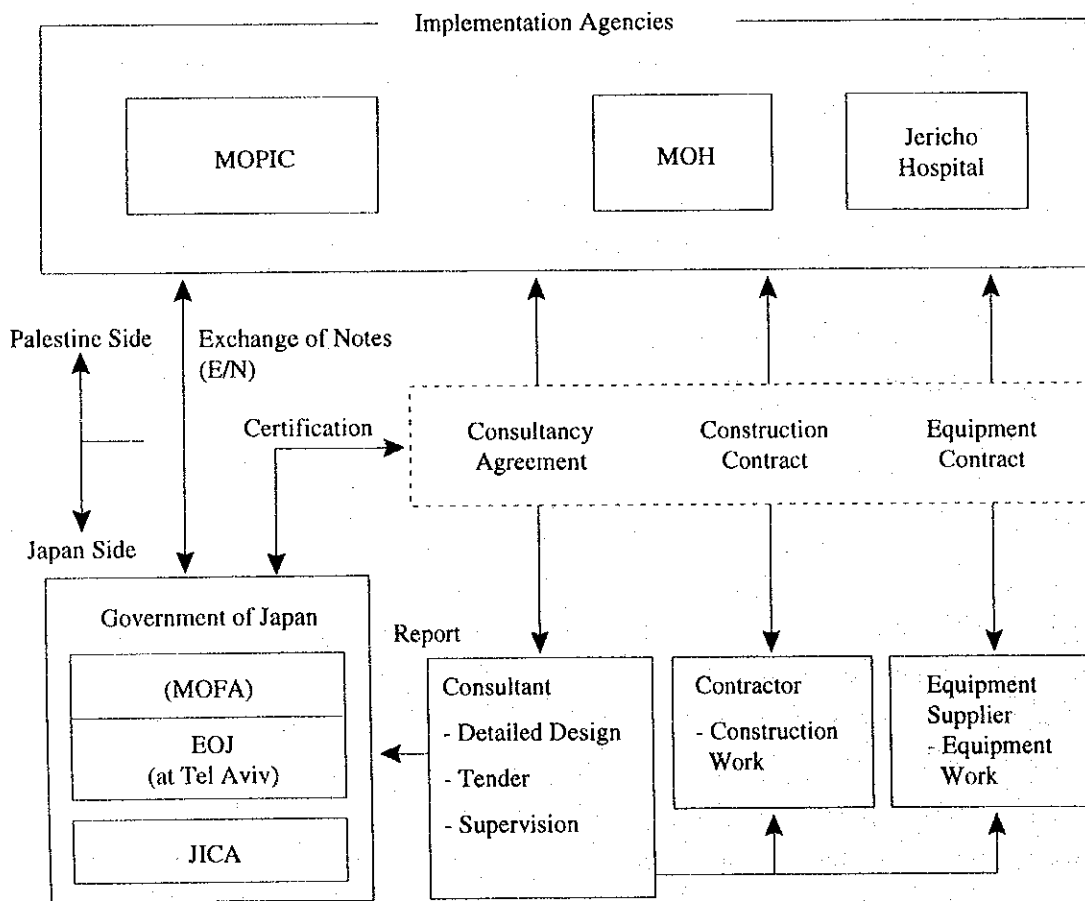 Implementation Agencies
MOPIC
MOH
Jericho
Hospital
Palestine Side
Exchange of Notes
(E/N)
Certification
Consultancy
Agreement
Construction
Contract
Equipment
Contract
Japan Side
Government of Japan
(MOFA)
EOJ
(at Tel Aviv)
JICA
Report
Consultant
- Detailed Design
- Tender
- Supervision
Contractor
- Construction
Work
Equipment
Supplier
- Equipment
Work